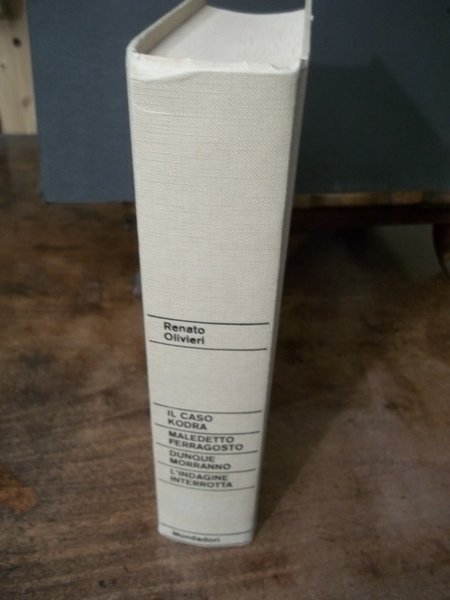 Renato
Olivieri
IL CASO
KODRA
MALEDETTO
FERRAGOSTO
DUNQUE
MORRANNO
L'INDAGINE
INTERROTTA
Mondadori